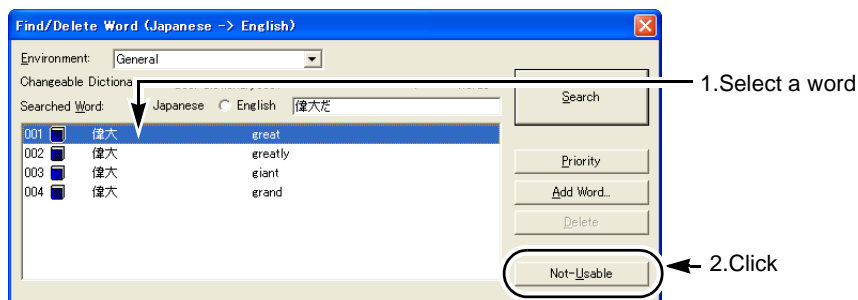 Find/Delete Word (Japanese -> English)
Environment: General
Changeable Dictiona
Searched Word: Japanese English 偉大だ
Search
1.Select a word
001 偉大 great
002 偉大 greatly
003 偉大 giant
004 偉大 grand
Priority
Add Word...
Delete
Not-Usable
2.Click